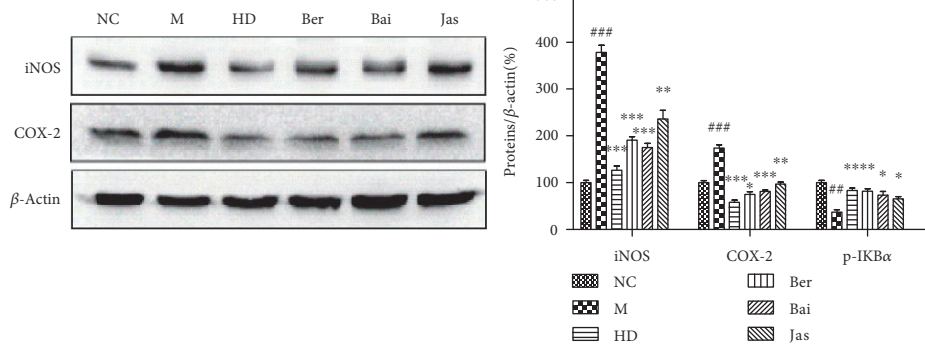 NC M HD Ber Bai Jas
iNOS
COX-2
β-Actin
Proteins/β-actin(%)
400
300
200
100
0
###
***
***
***
**
###
***
*
***
**
##
****
*
*
iNOS COX-2 p-IKBα
NC Ber
M Bai
HD Jas